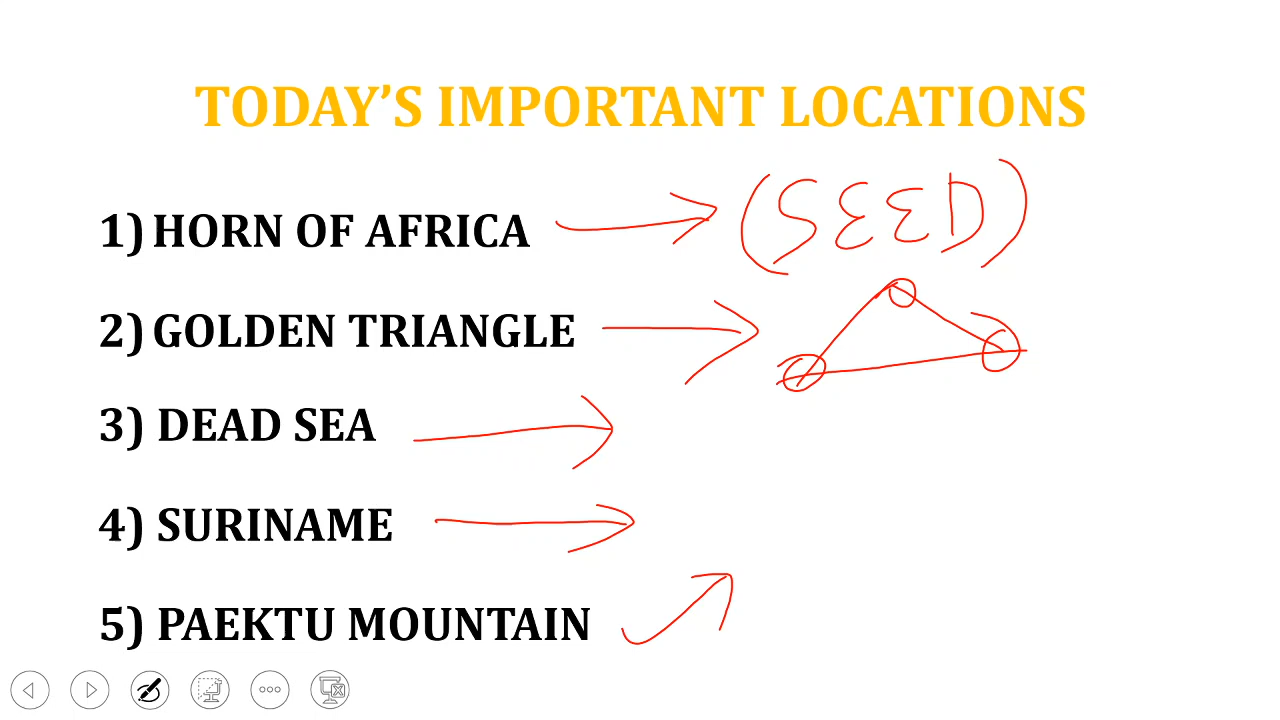 TODAY'S IMPORTANT LOCATIONS
1) HORN OF AFRICA (SEED)
2) GOLDEN TRIANGLE
3) DEAD SEA
4) SURINAME
5) PAEKTU MOUNTAIN